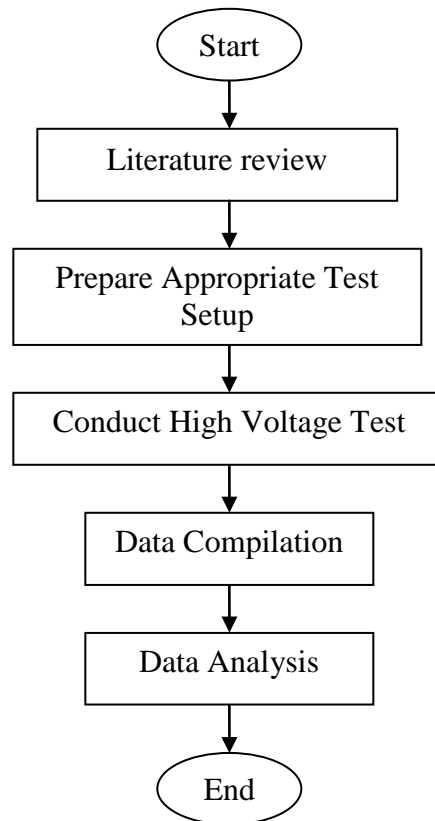 Start
Literature review
Prepare Appropriate Test
Setup
Conduct High Voltage Test
Data Compilation
Data Analysis
End